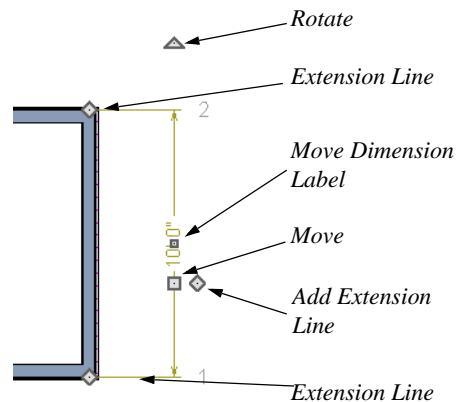 Rotate
Extension Line
2
Move Dimension
Label
10'-0"
Move
Add Extension
Line
1
Extension Line